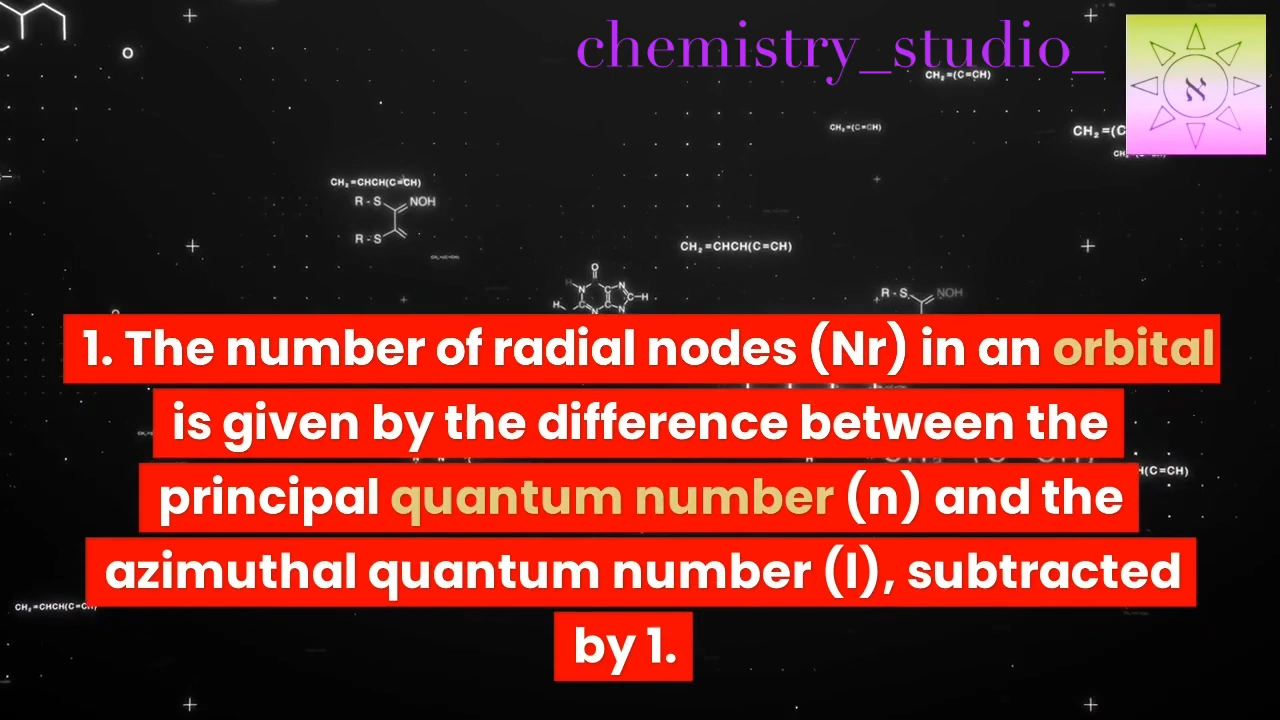 chemistry_studio_
CH₂=(C=CH)
CH₂=(C=CH)
CH₂=(C
O
ℵ
CH₂=CHCH(C=CH)
R - S NOH
R - S
CH₂=CHCH(C=CH)
O
N N
H
C C
C C-H
H
C N N
R - S NOH
1. The number of radial nodes (Nr) in an orbital
is given by the difference between the
principal quantum number (n) and the
H(C=CH)
azimuthal quantum number (l), subtracted
CH₂=CHCH(C=CH)
by 1.